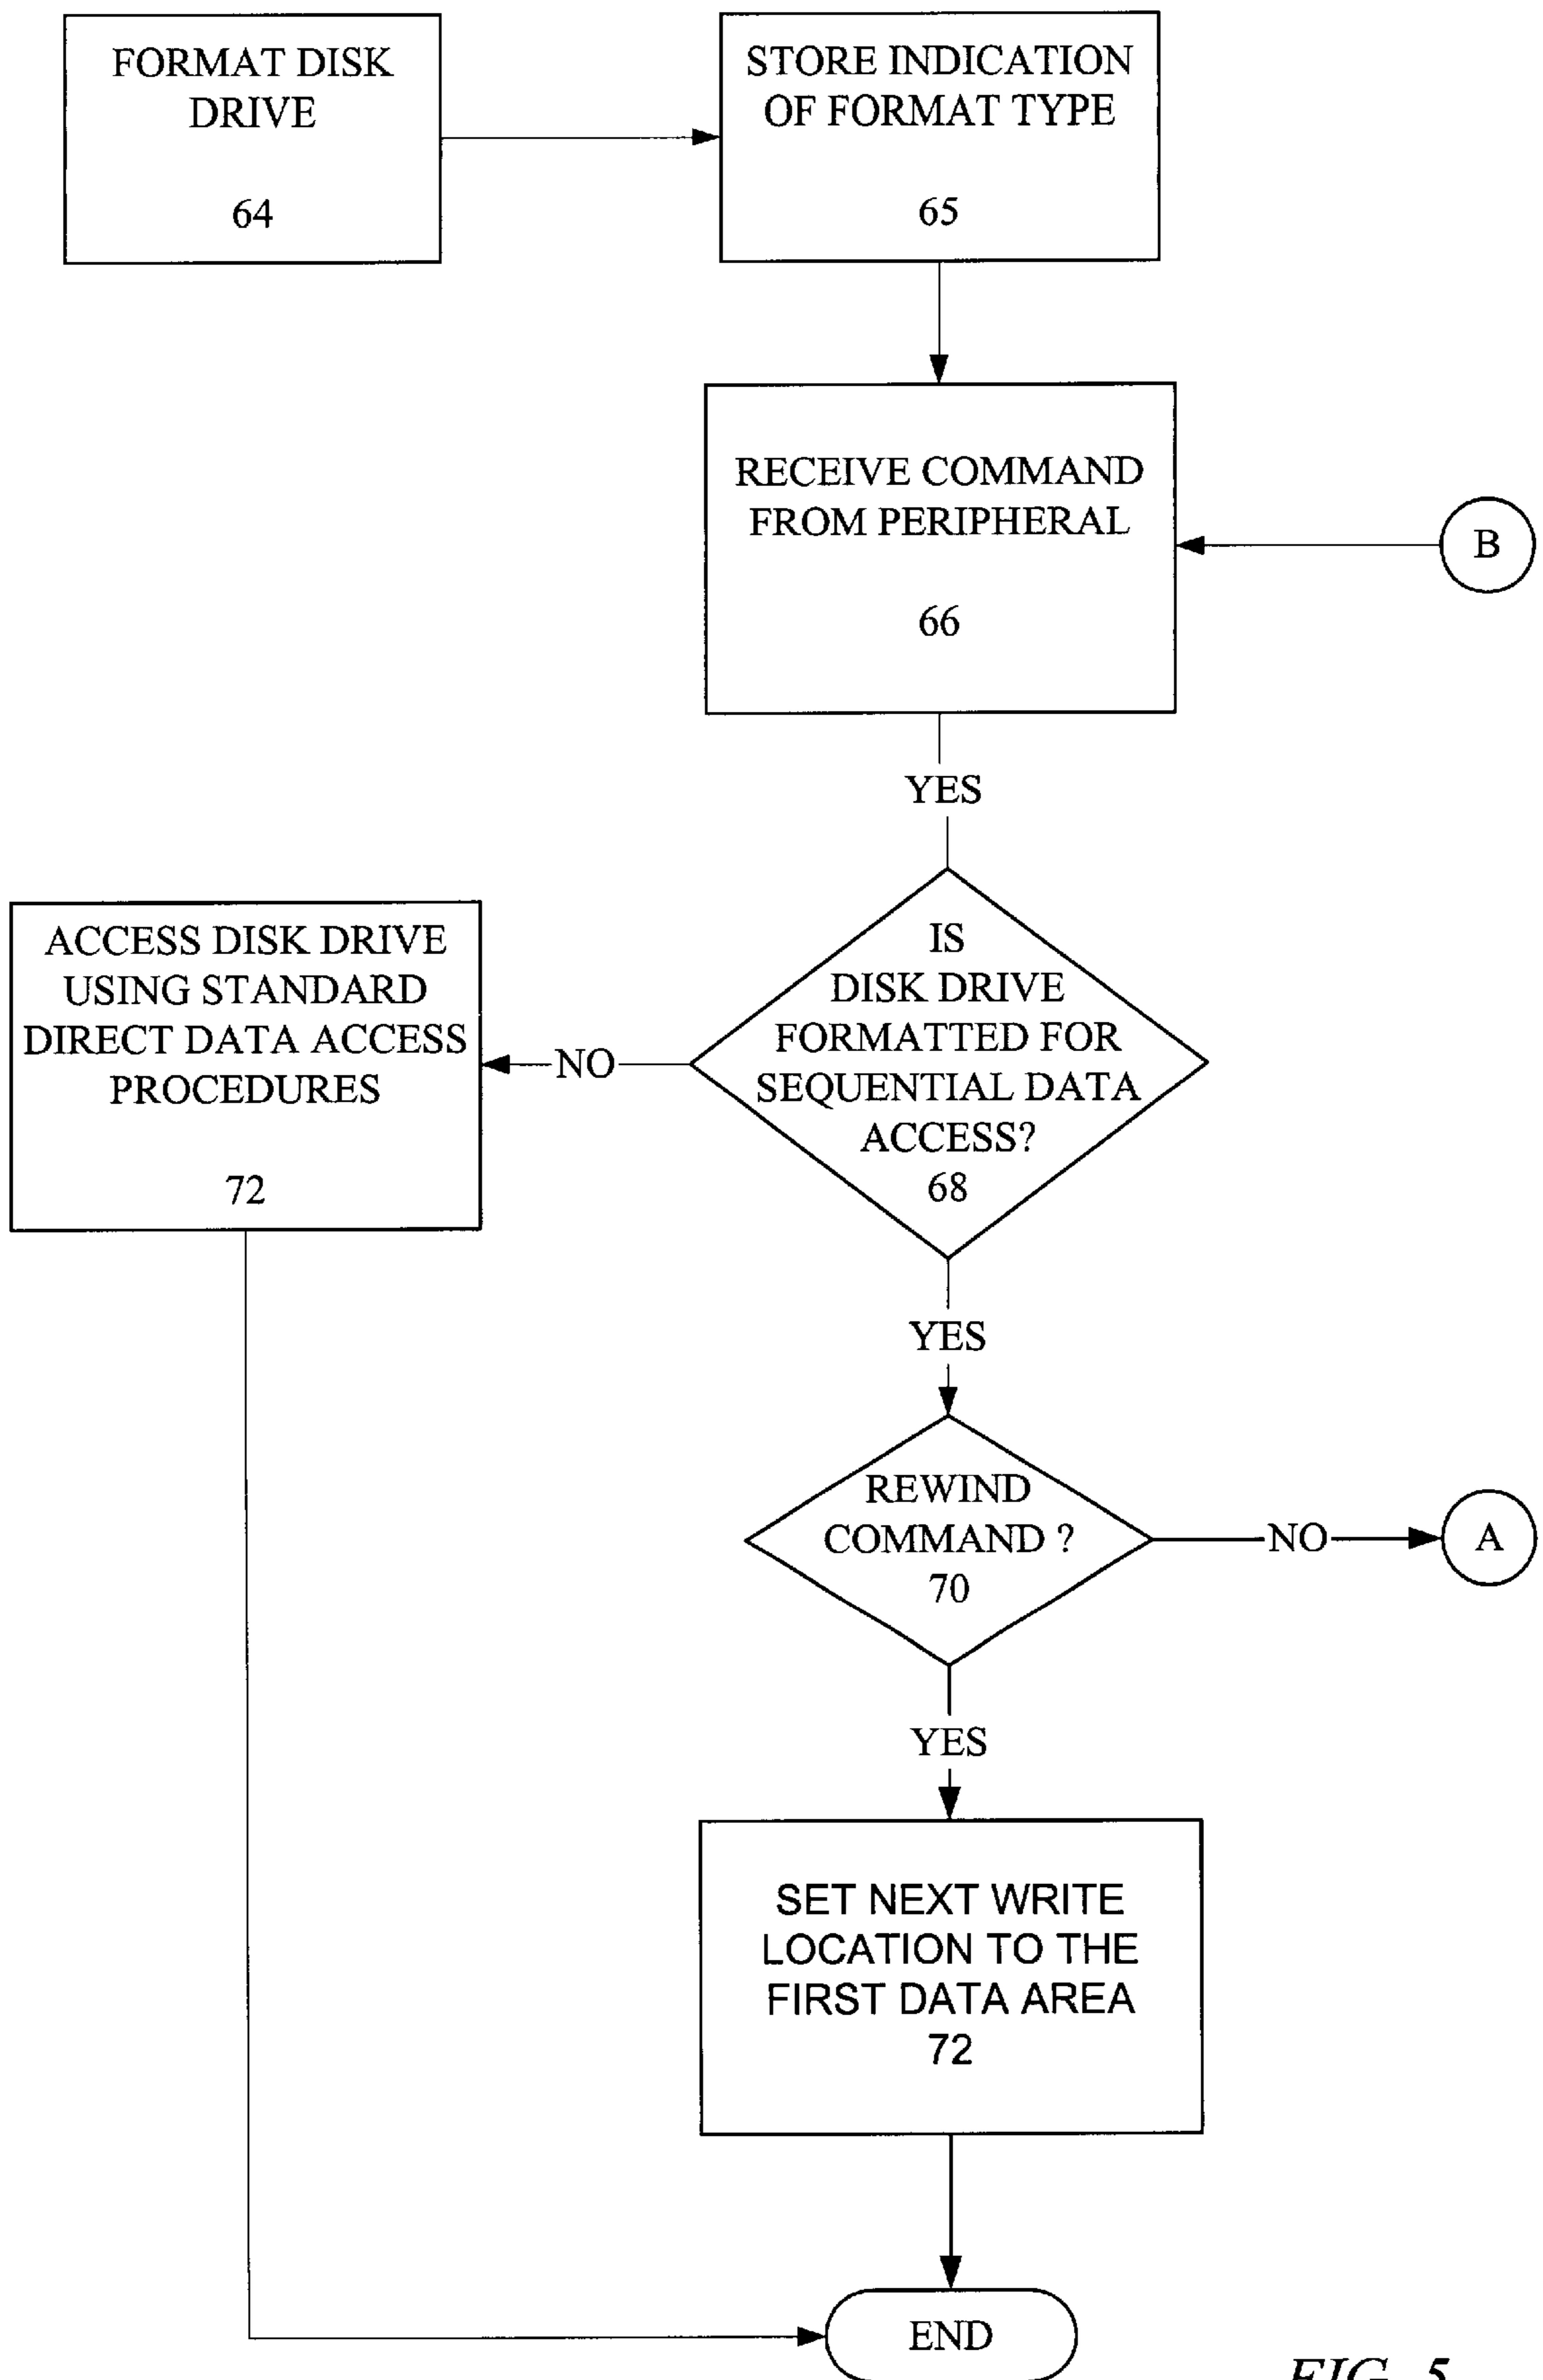 FORMAT DISK
DRIVE
64
STORE INDICATION
OF FORMAT TYPE
65
RECEIVE COMMAND
FROM PERIPHERAL
66
B
YES
IS
DISK DRIVE
FORMATTED FOR
SEQUENTIAL DATA
ACCESS?
68
NO
ACCESS DISK DRIVE
USING STANDARD
DIRECT DATA ACCESS
PROCEDURES
72
YES
REWIND
COMMAND ?
70
NO
A
YES
SET NEXT WRITE
LOCATION TO THE
FIRST DATA AREA
72
END
FIG. 5